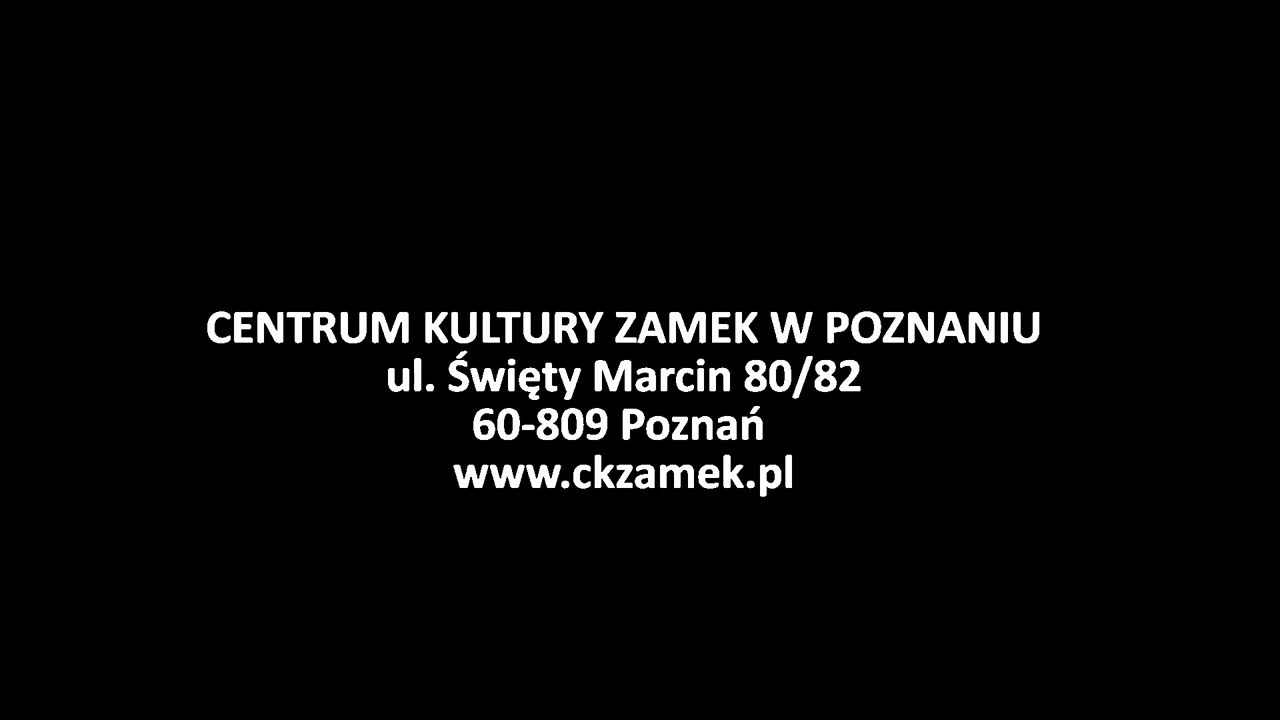 CENTRUM KULTURY ZAMEK W POZNANIU
ul. Święty Marcin 80/82
60-809 Poznań
www.ckzamek.pl